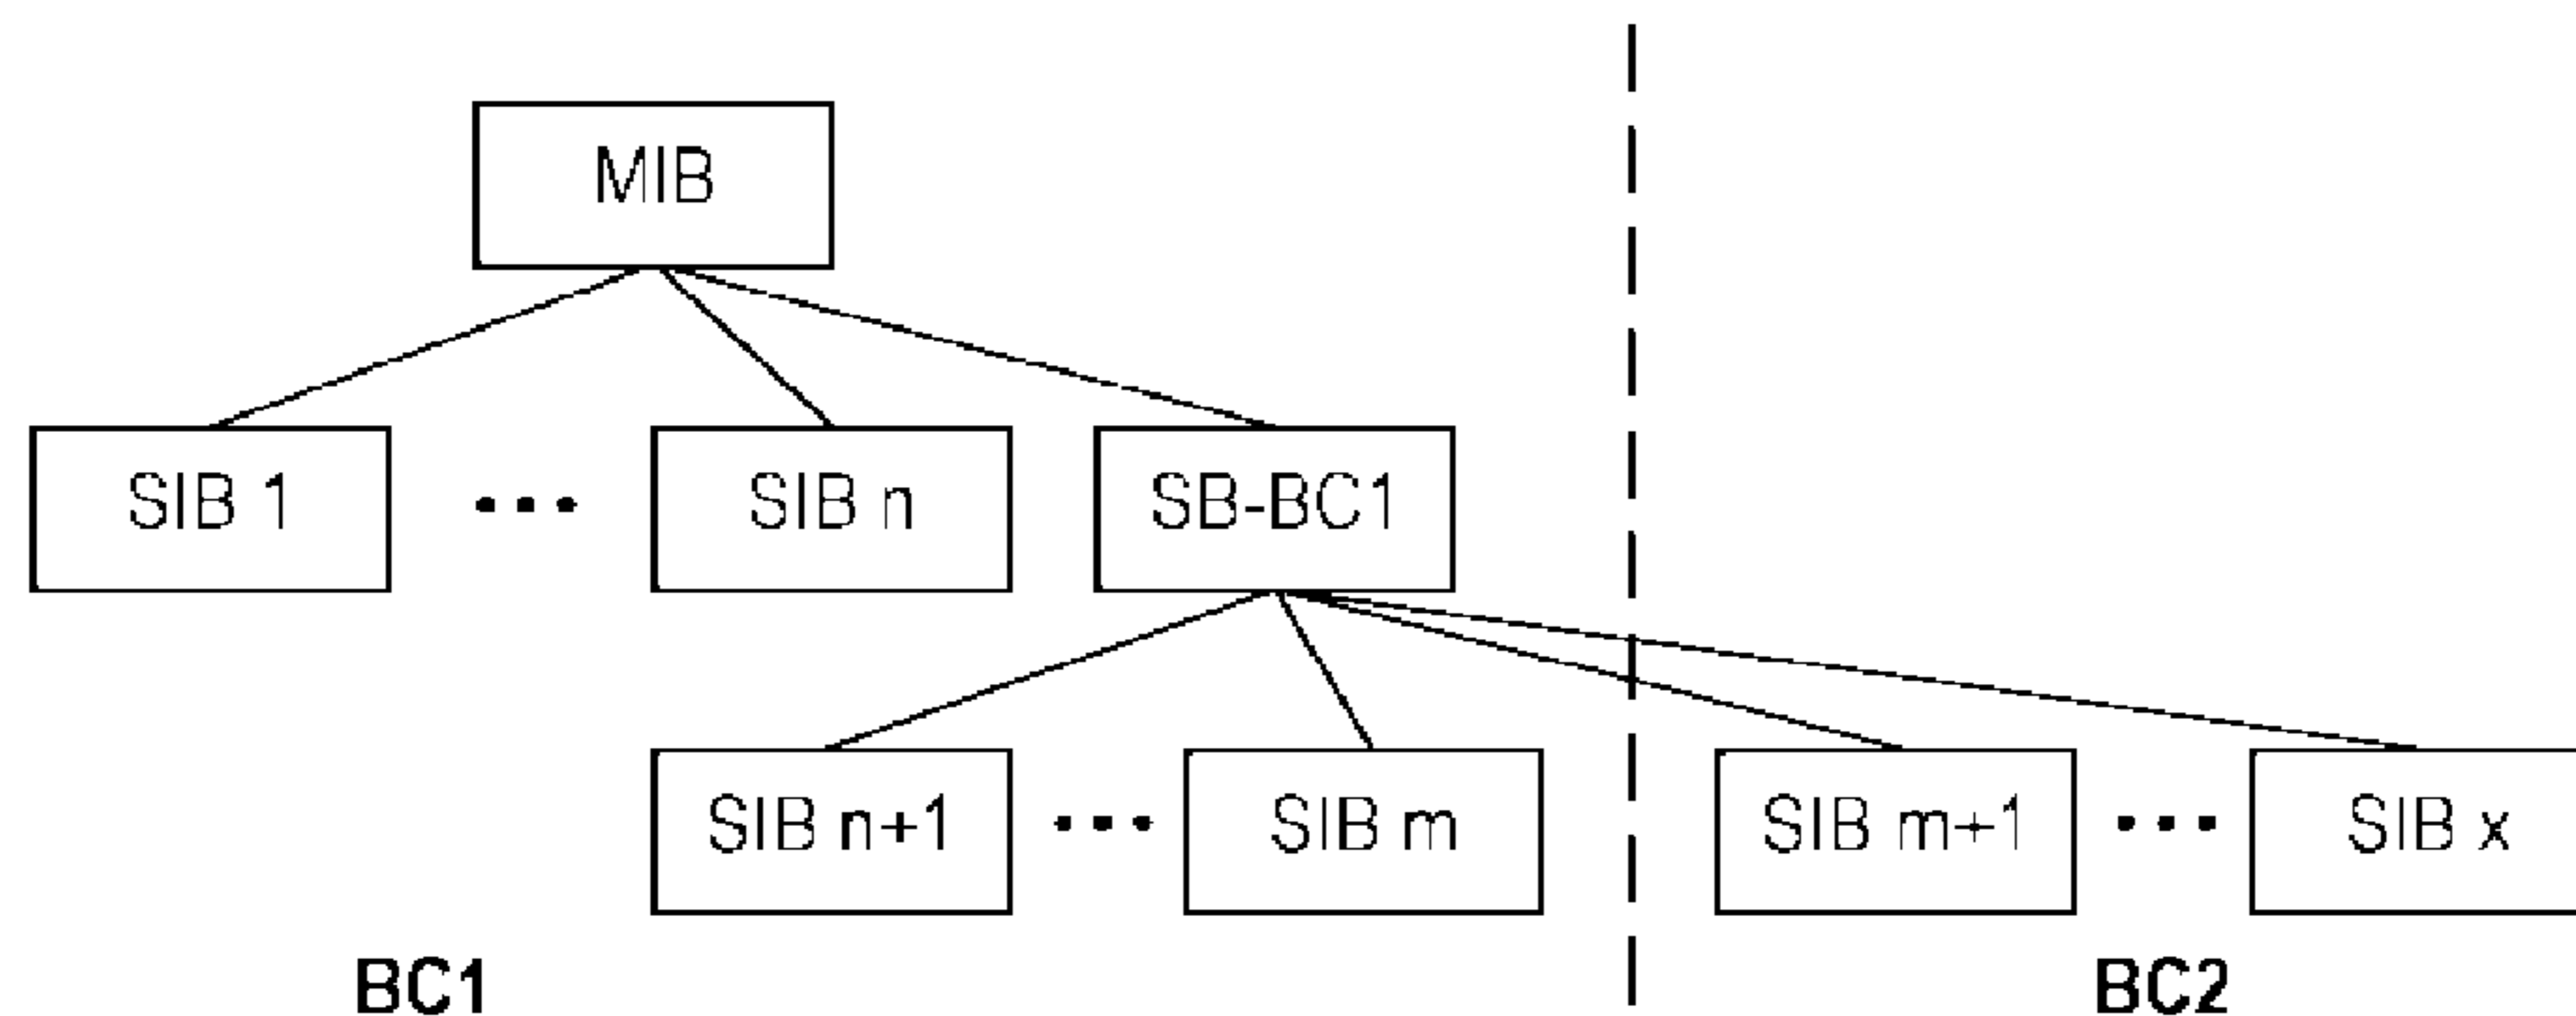 MIB
SIB 1 ••• SIB n SB-BC1
SIB n+1 ••• SIB m SIB m+1 ••• SIB x
BC1 BC2